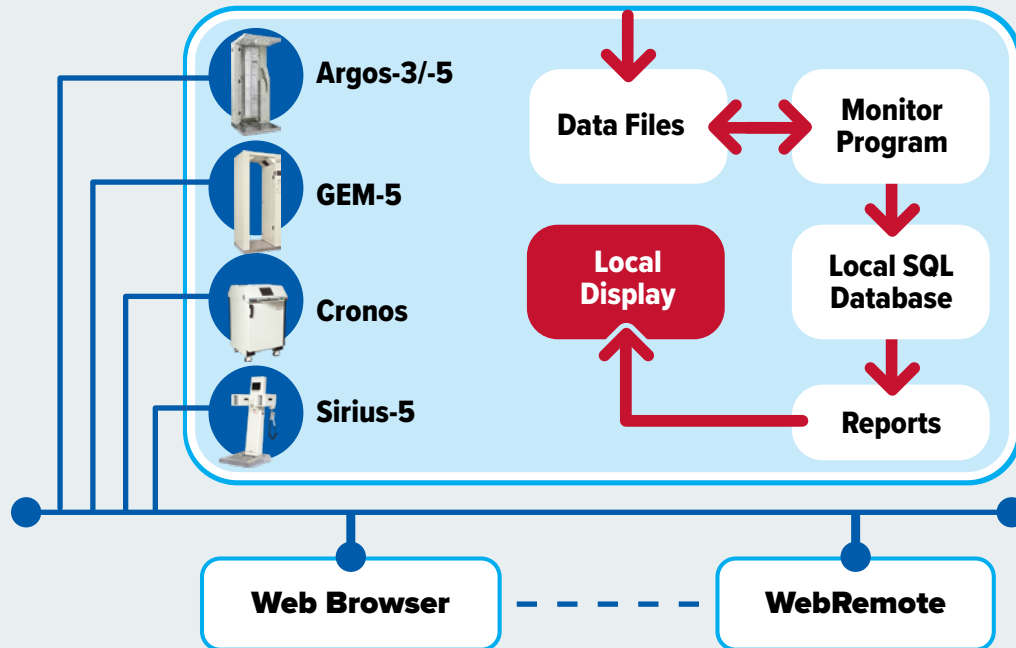 Argos-3/-5
GEM-5
Cronos
Sirius-5
Data Files
Monitor
Program
Local
Display
Local SQL
Database
Reports
Web Browser
WebRemote